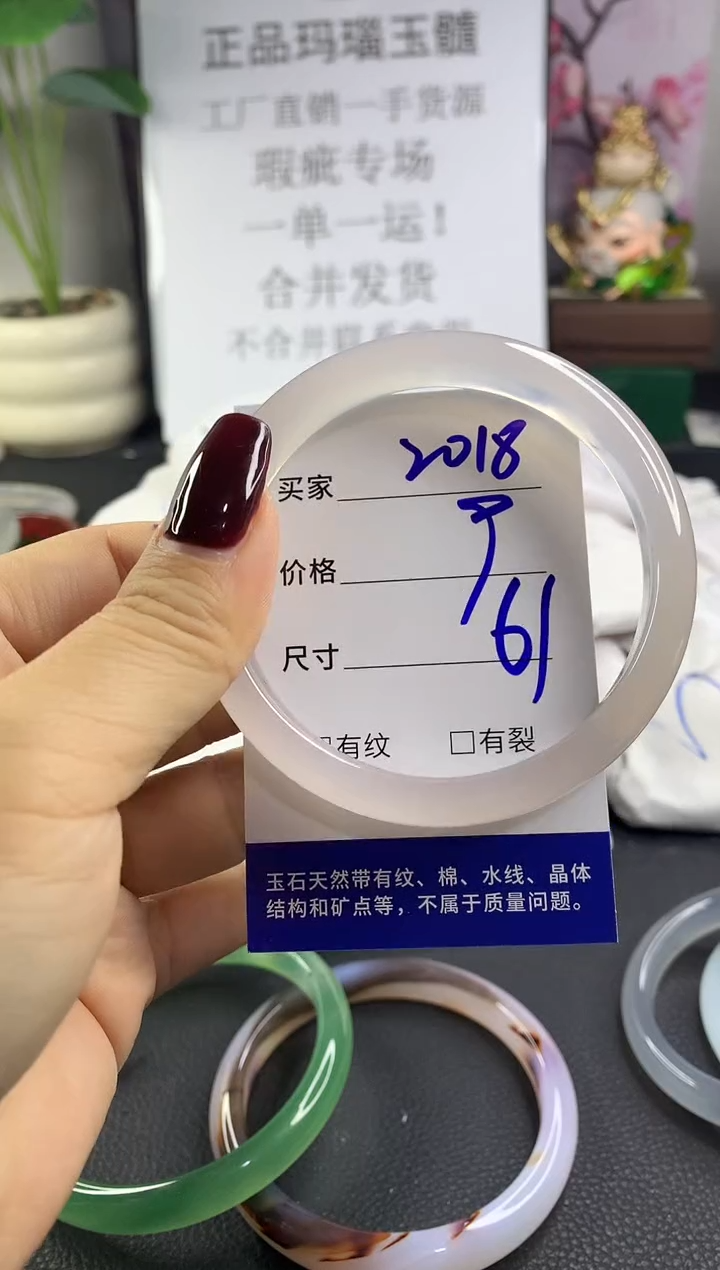 正品玛瑙玉髓
工厂直销一手货源
瑕疵专场
一单一运！
合并发货
不合并
买家 2018
价格
尺寸 61
有纹 □有裂
玉石天然带有纹、棉、水线、晶体
结构和矿点等，不属于质量问题。